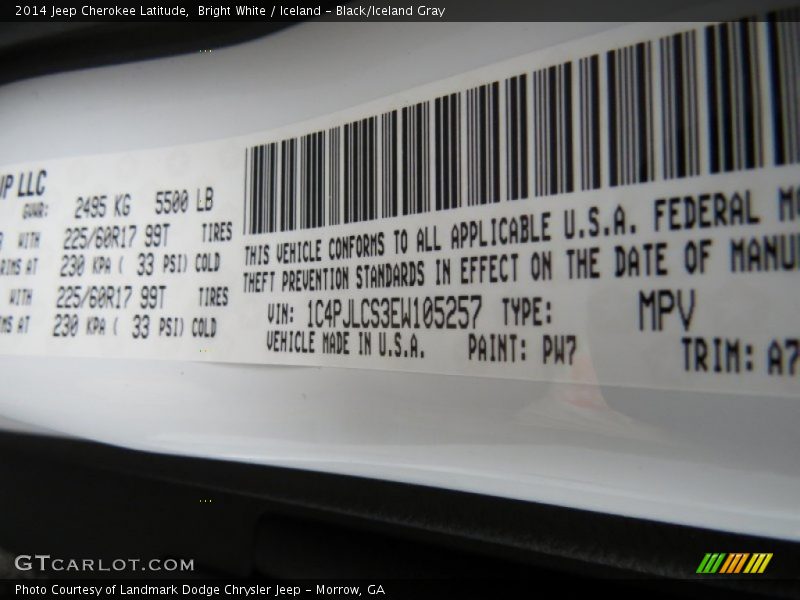 2014 Jeep Cherokee Latitude,  Bright White / Iceland - Black/Iceland Gray
LLC
GWR: 2495 KG 5500 LB
WITH 225/60R17 99T TIRES
AT 230 KPA ( 33 PSI) COLD
WITH 225/60R17 99T TIRES
AT 230 KPA ( 33 PSI) COLD
THIS VEHICLE CONFORMS TO ALL APPLICABLE U.S.A. FEDERAL
THEFT PREVENTION STANDARDS IN EFFECT ON THE DATE OF MANU
VIN: 1C4PJLCS3EW105257 TYPE: MPV
VEHICLE MADE IN U.S.A. PAINT: PW7 TRIM: A7
GTCARLOT.COM
Photo Courtesy of Landmark Dodge Chrysler Jeep - Morrow, GA